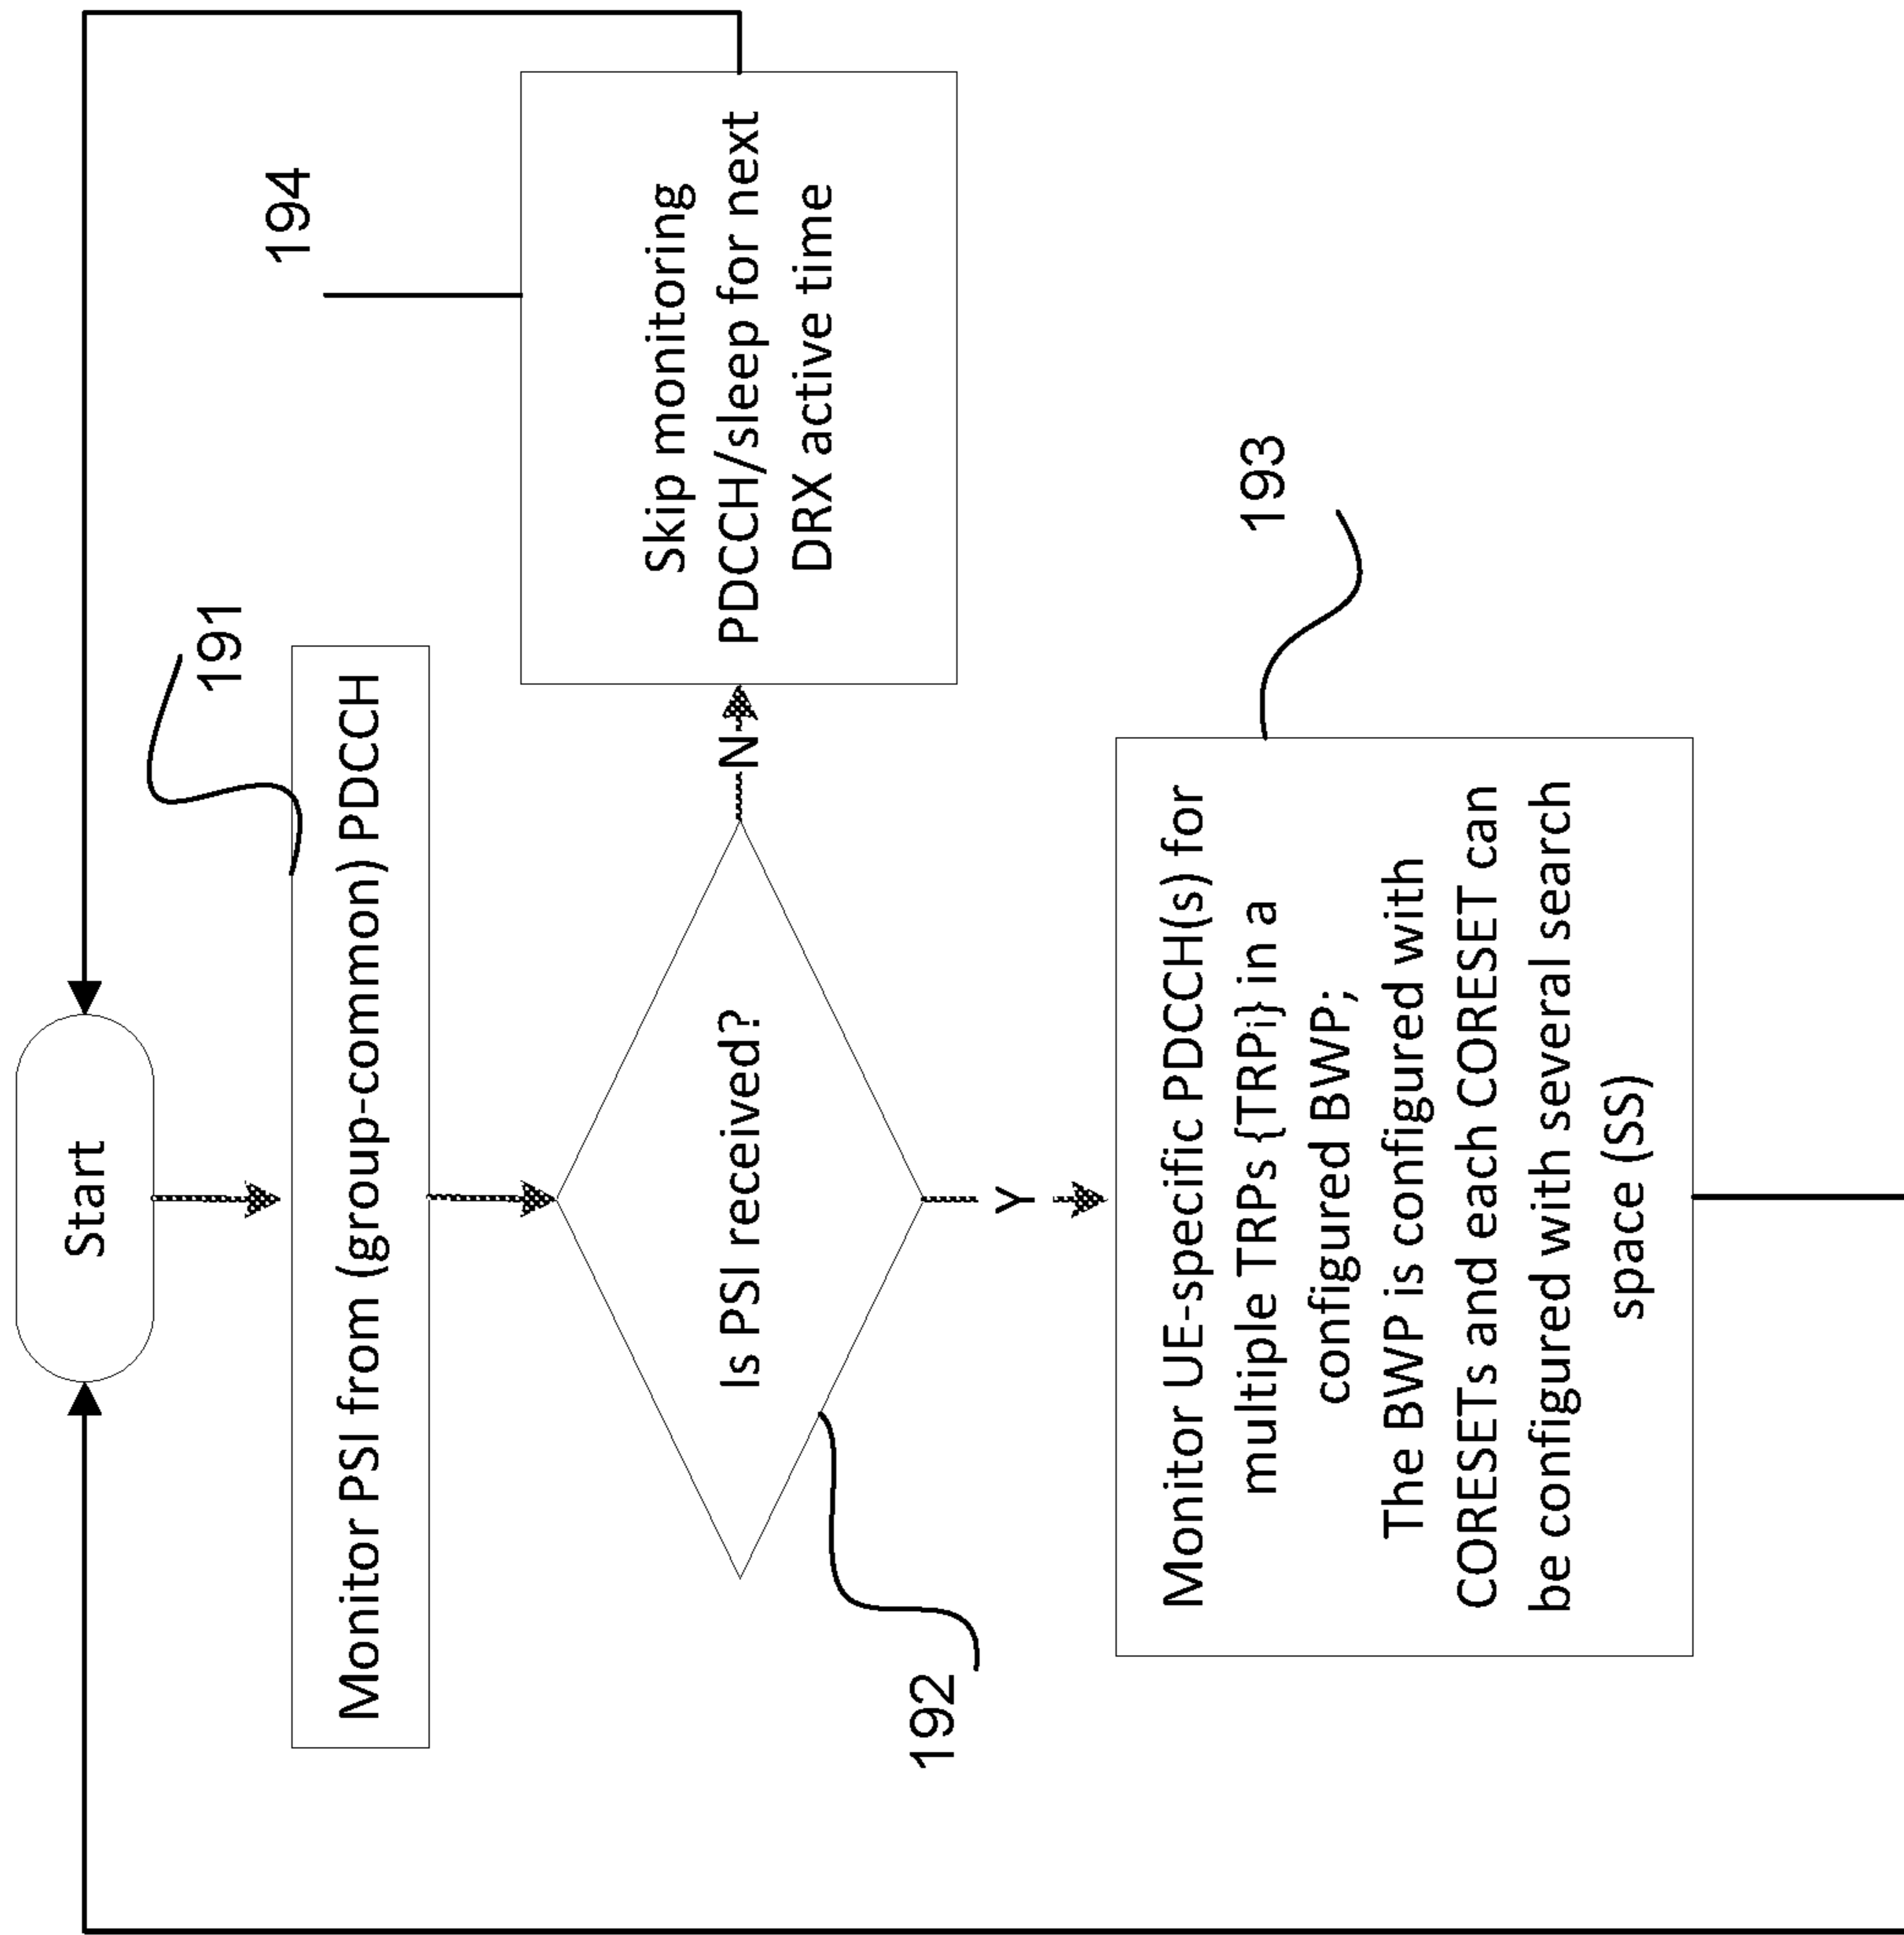 Start
191
Monitor PSI from (group-common) PDCCH
192
Is PSI received?
N
194
Skip monitoring
PDCCH/sleep for next
DRX active time
Y
193
Monitor UE-specific PDCCH(s) for
multiple TRPs {TRPi} in a
configured BWP;
The BWP is configured with
CORESETs and each CORESET can
be configured with several search
space (SS)